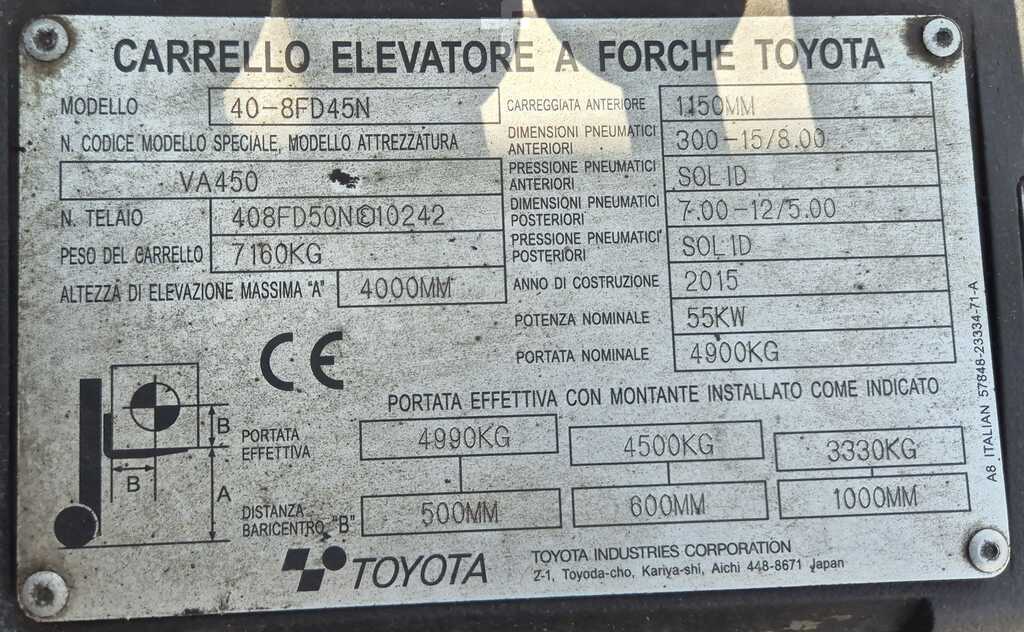 CARRELLO ELEVATORE A FORCHE TOYOTA
MODELLO 40-8FD45N
N. CODICE MODELLO SPECIALE, MODELLO ATTREZZATURA
VA450
N. TELAIO 408FD50N©10242
PESO DEL CARRELLO 7160KG
ALTEZZA DI ELEVAZIONE MASSIMA "A" 4000MM
CARREGGIATA ANTERIORE 1150MM
DIMENSIONI PNEUMATICI
ANTERIORI 300-15/8.00
PRESSIONE PNEUMATICI
ANTERIORI SOLID
DIMENSIONI PNEUMATICI
POSTERIORI 7.00-12/5.00
PRESSIONE PNEUMATICI
POSTERIORI SOLID
ANNO DI COSTRUZIONE 2015
POTENZA NOMINALE 55KW
PORTATA NOMINALE 4900KG
CE
PORTATA EFFETTIVA CON MONTANTE INSTALLATO COME INDICATO
B
B
A
PORTATA
EFFETTIVA 4990KG 4500KG 3330KG
DISTANZA
BARICENTRO "B" 500MM 600MM 1000MM
TOYOTA
TOYOTA INDUSTRIES CORPORATION
2-1, Toyoda-cho, Kariya-shi, Aichi 448-8671 Japan
A8 ITALIAN 57848-23334-71-A